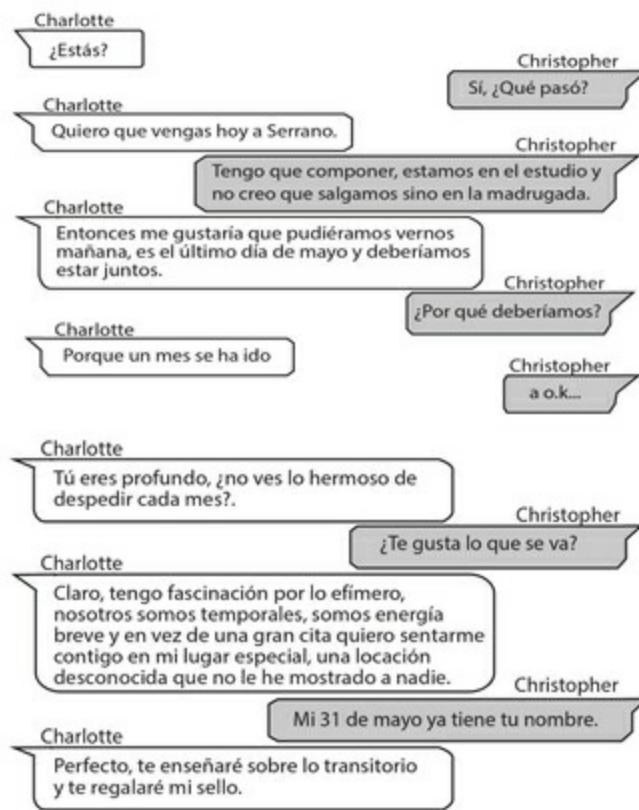 Charlotte
¿Estás?
Christopher
Sí, ¿Qué pasó?
Charlotte
Quiero que vengas hoy a Serrano.
Christopher
Tengo que componer, estamos en el estudio y
no creo que salgamos sino en la madrugada.
Charlotte
Entonces me gustaría que pudiéramos vernos
mañana, es el último día de mayo y deberíamos
estar juntos.
Christopher
¿Por qué deberíamos?
Charlotte
Porque un mes se ha ido
Christopher
a o.k...
Charlotte
Tú eres profundo, ¿no ves lo hermoso de
despedir cada mes?.
Christopher
¿Te gusta lo que se va?
Charlotte
Claro, tengo fascinación por lo efímero,
nosotros somos temporales, somos energía
breve y en vez de una gran cita quiero sentarme
contigo en mi lugar especial, una locación
desconocida que no le he mostrado a nadie.
Christopher
Mi 31 de mayo ya tiene tu nombre.
Charlotte
Perfecto, te enseñaré sobre lo transitorio
y te regalaré mi sello.